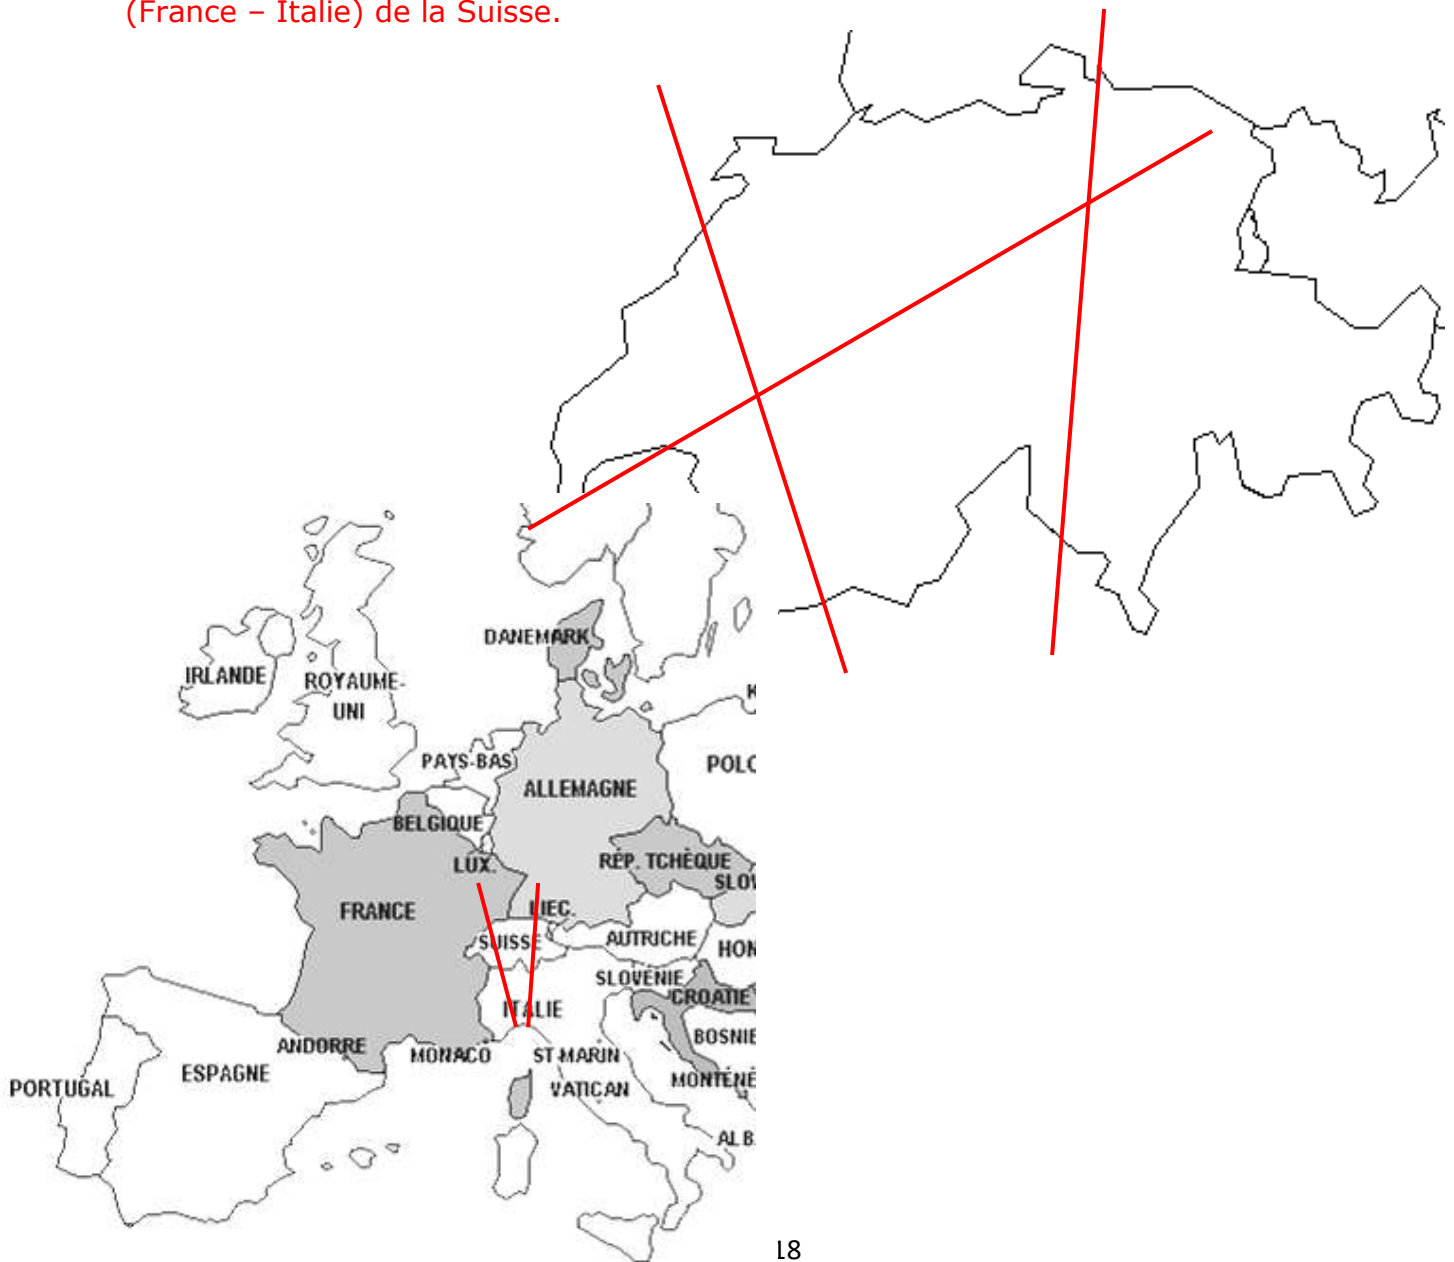 (France – Italie) de la Suisse.
DANEMARK
IRLANDE
ROYAUME-
UNI
PAYS-BAS
POLO
ALLEMAGNE
BELGIQUE
LUX.
RÉP. TCHÈQUE
SLOV
FRANCE
LIEC.
SUISSE
AUTRICHE
HON
SLOVÉNIE
CROATIE
ITALIE
BOSNIE
ANDORRE
MONACO
ST-MARIN
ESPAGNE
MONTÉNÉ
PORTUGAL
VATICAN
ALB
18